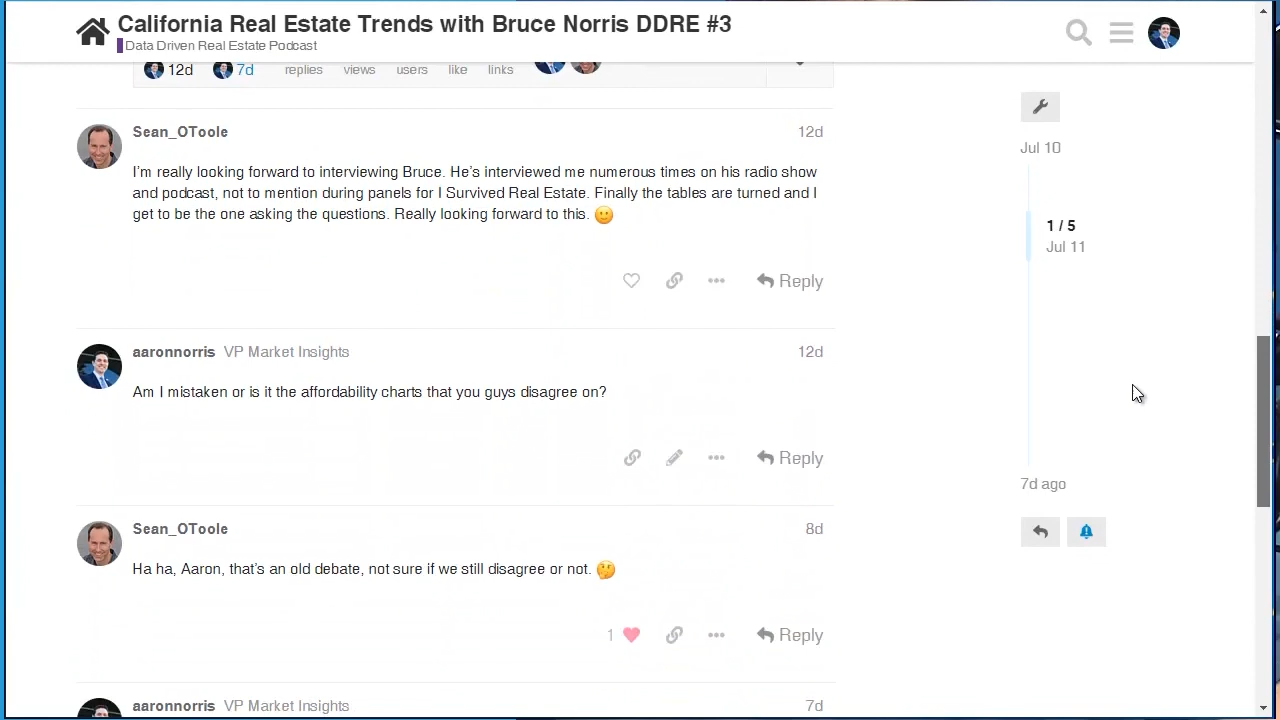 California Real Estate Trends with Bruce Norris DDRE #3
Data Driven Real Estate Podcast
12d 7d replies views users like links
Sean_OToole 12d
I'm really looking forward to interviewing Bruce. He's interviewed me numerous times on his radio show
and podcast, not to mention during panels for I Survived Real Estate. Finally the tables are turned and I
get to be the one asking the questions. Really looking forward to this.
Reply
aaronnorris VP Market Insights 12d
Am I mistaken or is it the affordability charts that you guys disagree on?
Reply
Sean_OToole 8d
Ha ha, Aaron, that's an old debate, not sure if we still disagree or not.
1 Reply
aaronnorris VP Market Insights 7d
Jul 10
1 / 5
Jul 11
7d ago